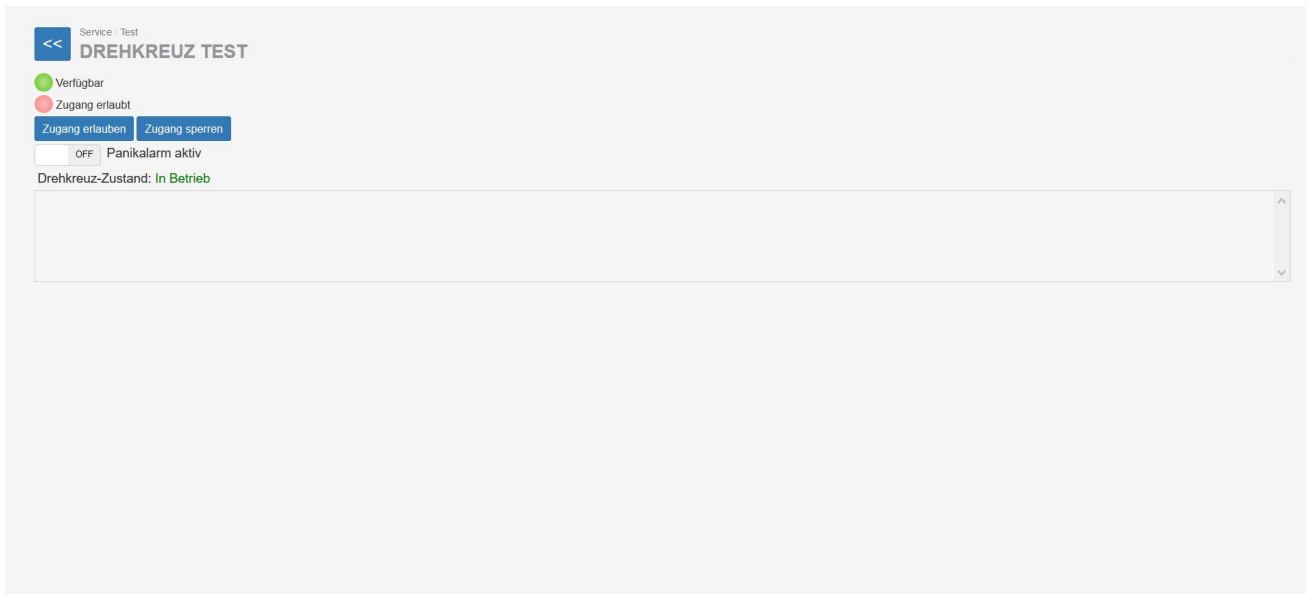 <<
Service / Test
DREHKREUZ TEST
Verfügbar
Zugang erlaubt
Zugang erlauben Zugang sperren
OFF Panikalarm aktiv
Drehkreuz-Zustand: In Betrieb